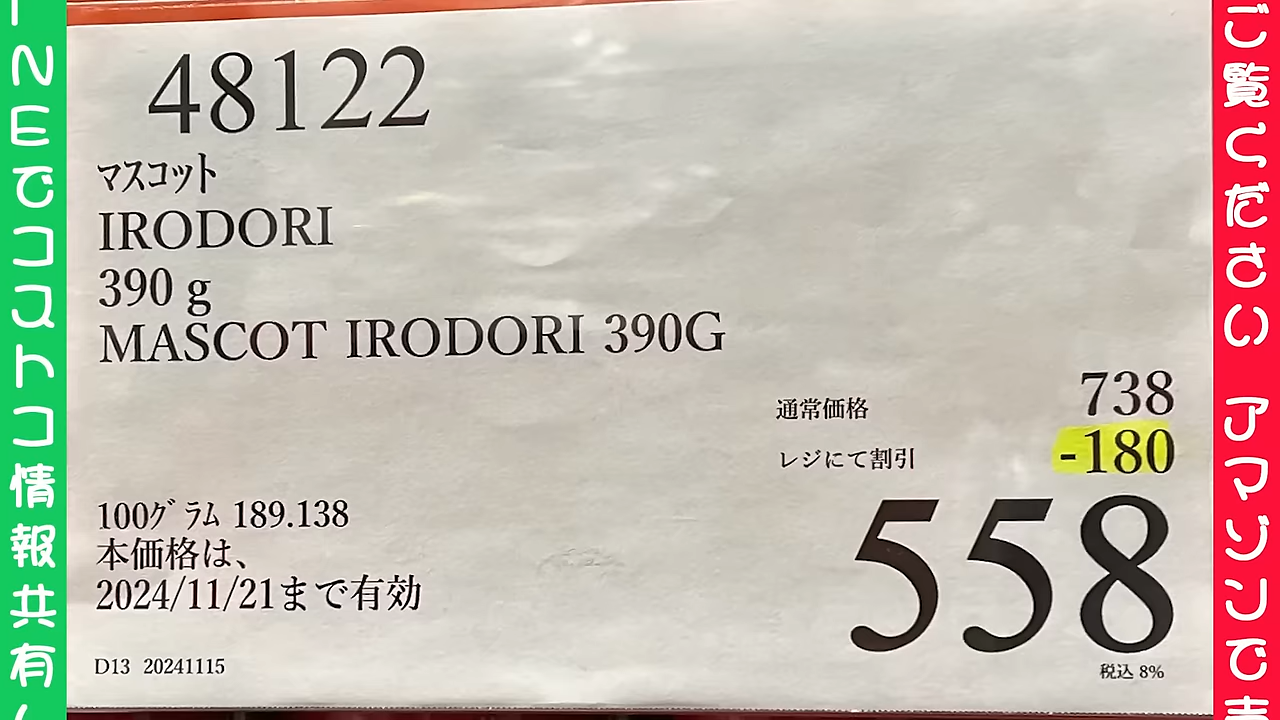 NEでコストコ情報共有
48122
マスコット
IRODORI
390 g
MASCOT IRODORI 390G
通常価格 738
レジにて割引 -180
558
税込 8%
100グラム 189.138
本価格は、
2024/11/21まで有効
D13 20241115
ご覧ください アマゾンで